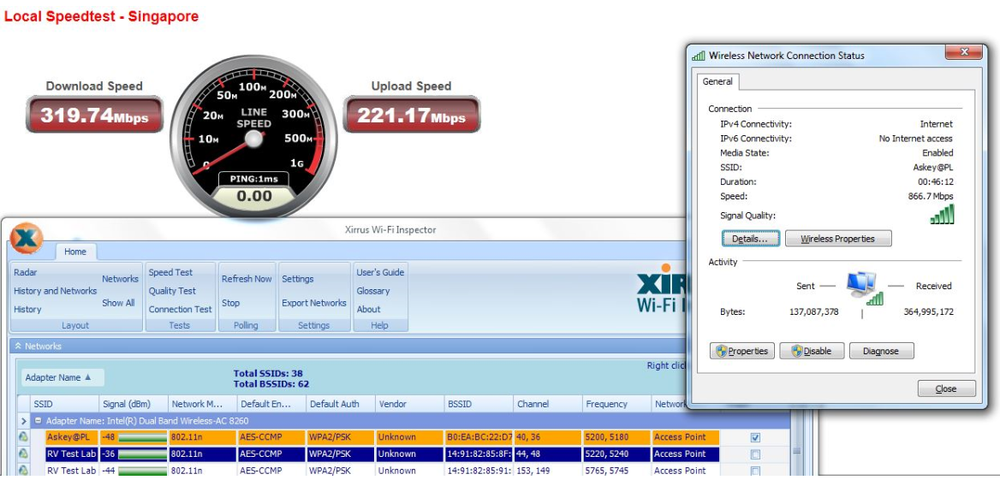 Local Speedtest - Singapore
Download Speed
319.74Mbps
Upload Speed
221.17Mbps
0
10M
20M
50M
100M
200M
300M
500M
1G
LINE
SPEED
PING:1ms
0.00
Wireless Network Connection Status
General
Connection
IPv4 Connectivity: Internet
IPv6 Connectivity: No Internet access
Media State: Enabled
SSID: Askey@PL
Duration: 00:46:12
Speed: 866.7 Mbps
Signal Quality:
Details... Wireless Properties
Activity
Sent Received
Bytes: 137,087,378 364,995,172
Properties Disable Diagnose
Close
Xirrus Wi-Fi Inspector
Home
Radar
History and Networks
History
Networks
Show All
Layout
Speed Test
Quality Test
Connection Test
Tests
Refresh Now
Stop
Polling
Settings
Export Networks
Settings
User's Guide
Glossary
About
Help
XIR
Wi-Fi I
Networks
Adapter Name
Total SSIDs: 38
Total BSSIDs: 62
Right clic
SSID Signal (dBm) Network M... Default En... Default Auth Vendor BSSID Channel Frequency Network
Adapter Name: Intel(R) Dual Band Wireless-AC 8260
Askey@PL -48 802.11n AES-CCMP WPA2/PSK Unknown B0:EA:BC:22:D7 40, 36 5200, 5180 Access Point
RV Test Lab -36 802.11n AES-CCMP WPA2/PSK Unknown 14:91:82:85:8F: 44, 48 5220, 5240 Access Point
RV Test Lab -44 802.11n AES-CCMP WPA2/PSK Unknown 14:91:82:85:91: 153, 149 5765, 5745 Access Point